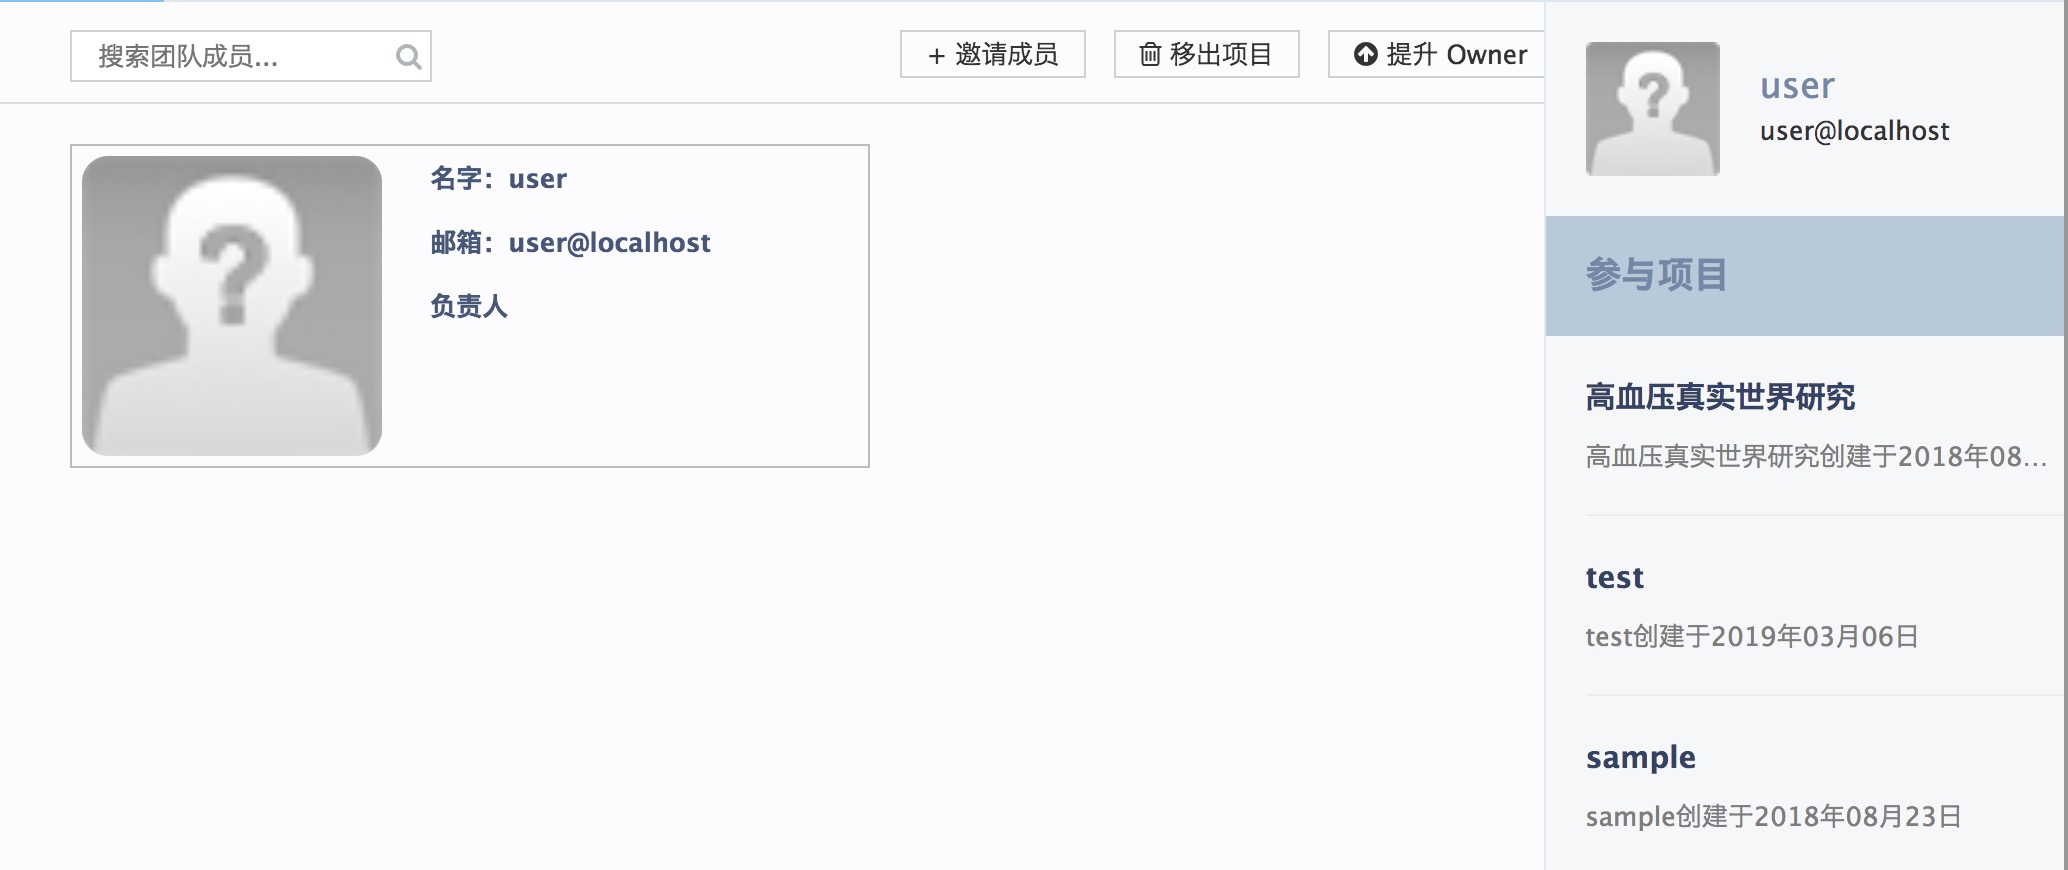 搜索团队成员...
+ 邀请成员
移出项目
提升 Owner
名字：user
邮箱：user@localhost
负责人
user
user@localhost
参与项目
高血压真实世界研究
高血压真实世界研究创建于2018年08...
test
test创建于2019年03月06日
sample
sample创建于2018年08月23日